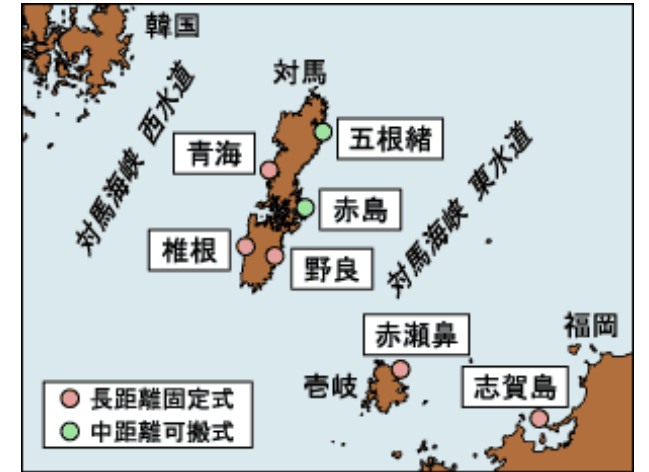 韓国
対馬
対馬海峡 西水道
五根緒
青海
赤島
対馬海峡 東水道
椎根
野良
赤瀬鼻
福岡
壱岐
志賀島
長距離固定式
中距離可搬式